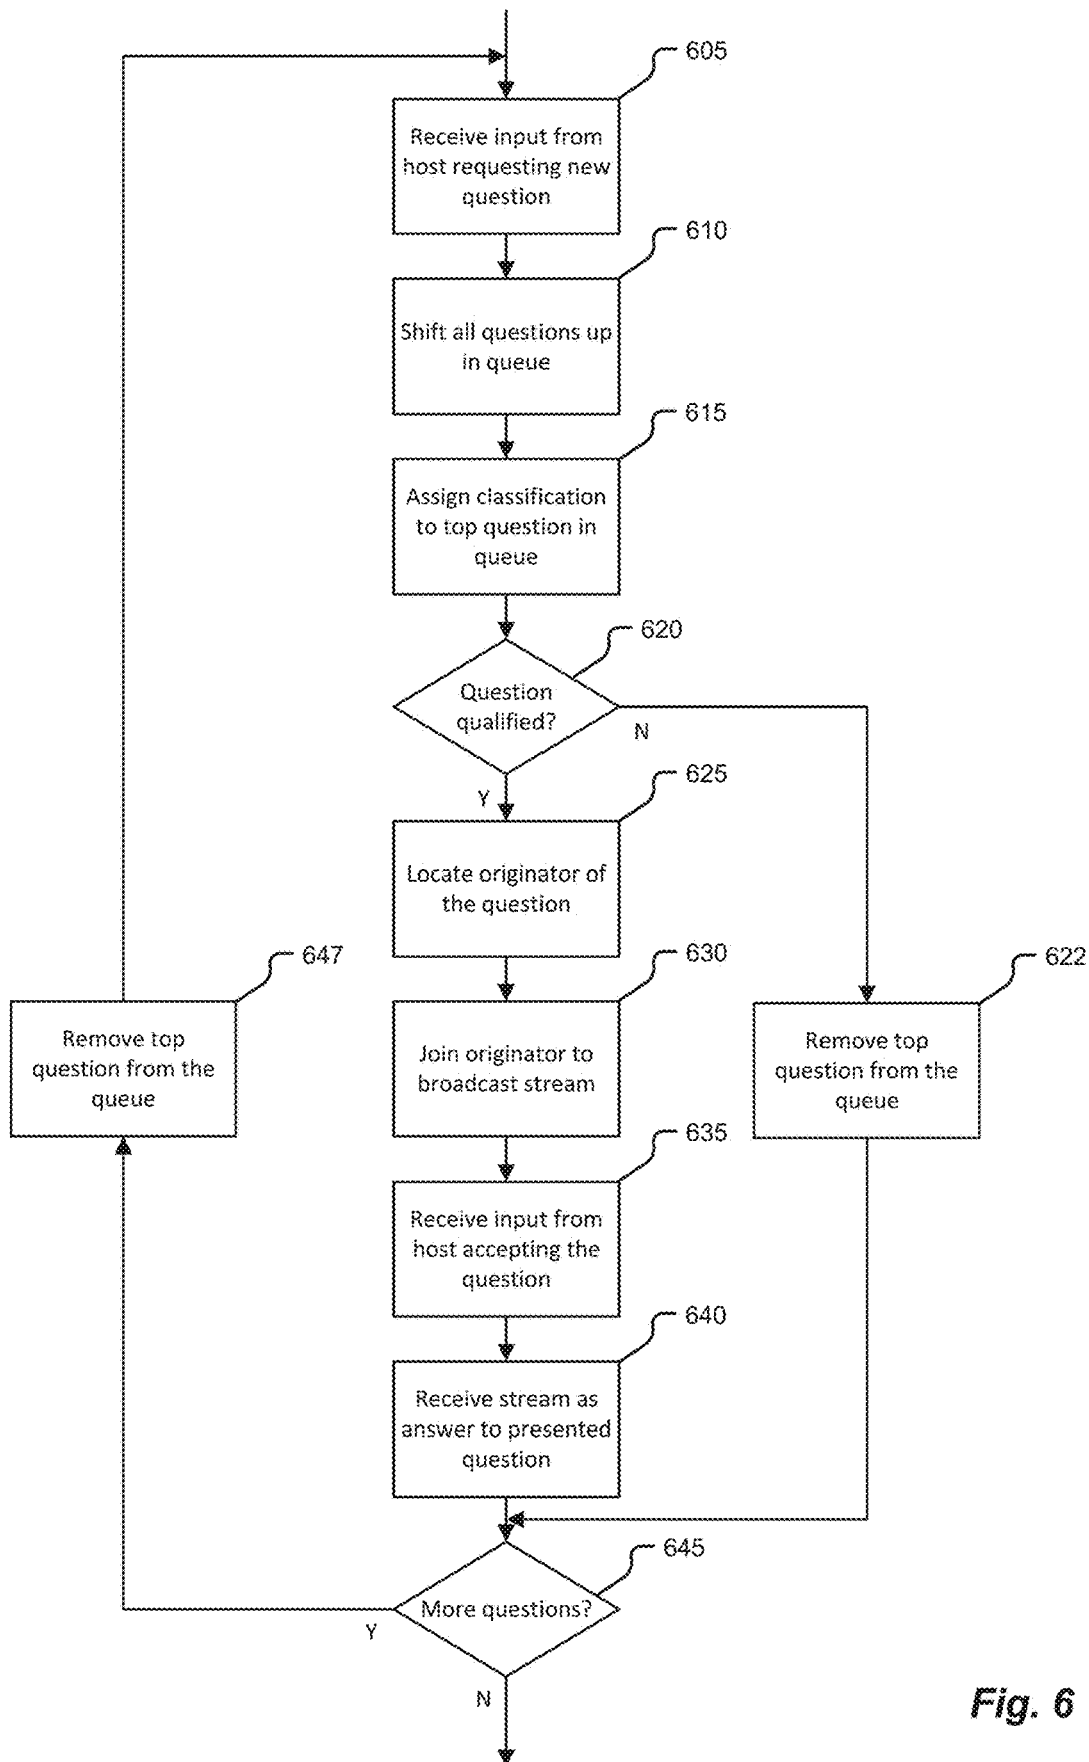 605
Receive input from
host requesting new
question
610
Shift all questions up
in queue
615
Assign classification
to top question in
queue
620
Question
qualified?
N
Y
625
Locate originator of
the question
630
647
622
Remove top
question from the
queue
Join originator to
broadcast stream
Remove top
question from the
queue
635
Receive input from
host accepting the
question
640
Receive stream as
answer to presented
question
645
More questions?
Y
N
Fig. 6